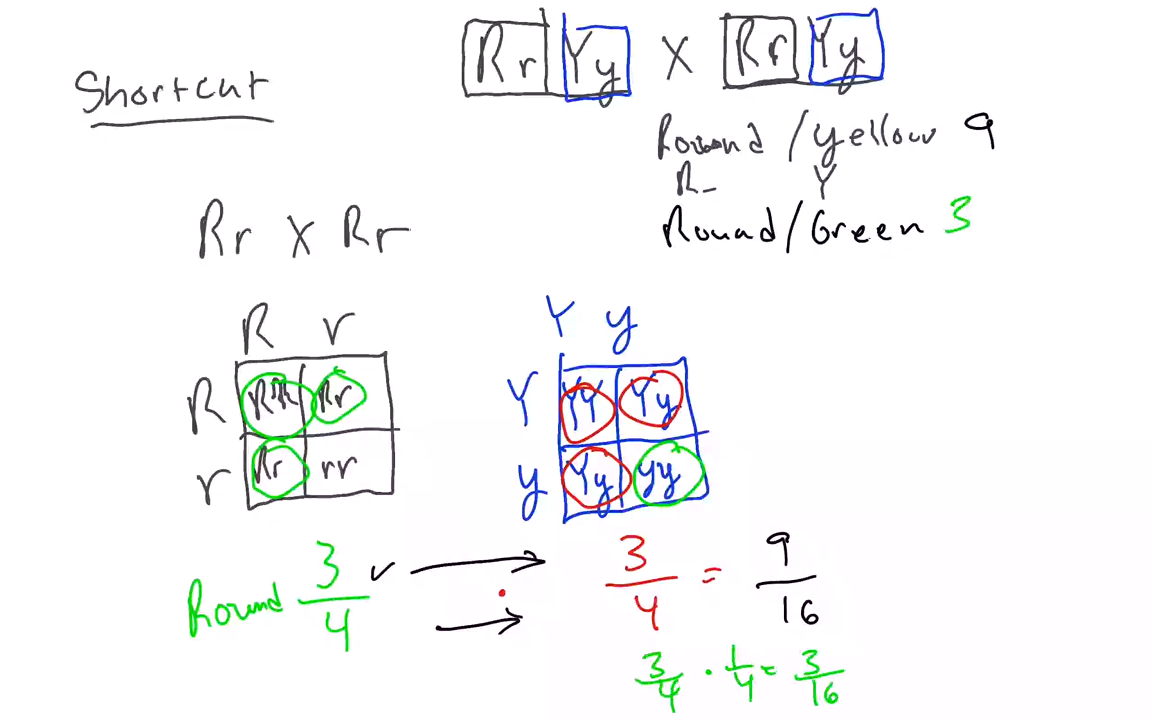 Rr Yy X Rr Yy
Shortcut
Round / yellow 9
R_ Y
Round / Green 3
Rr X Rr
R r
R RR Rr
r Rr rr
Y y
Y YY Yy
y Yy yy
Round 3/4 ✓ → · 3/4 = 9/16
3/4 · 1/4 = 3/16